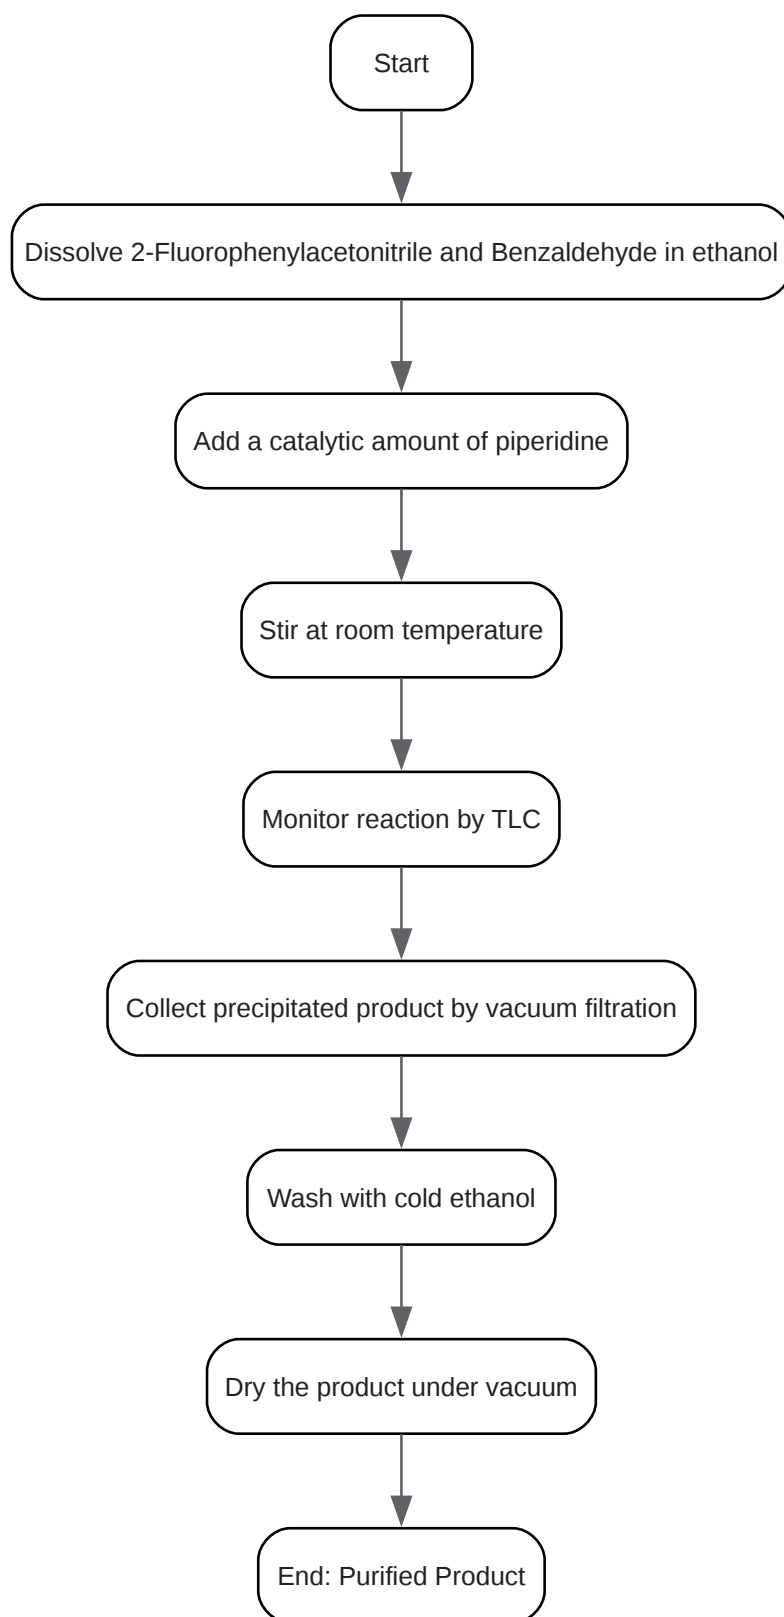 Start
Dissolve 2-Fluorophenylacetonitrile and Benzaldehyde in ethanol
Add a catalytic amount of piperidine
Stir at room temperature
Monitor reaction by TLC
Collect precipitated product by vacuum filtration
Wash with cold ethanol
Dry the product under vacuum
End: Purified Product